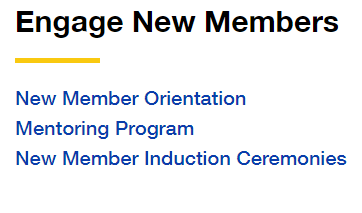 Engage New Members
New Member Orientation
Mentoring Program
New Member Induction Ceremonies